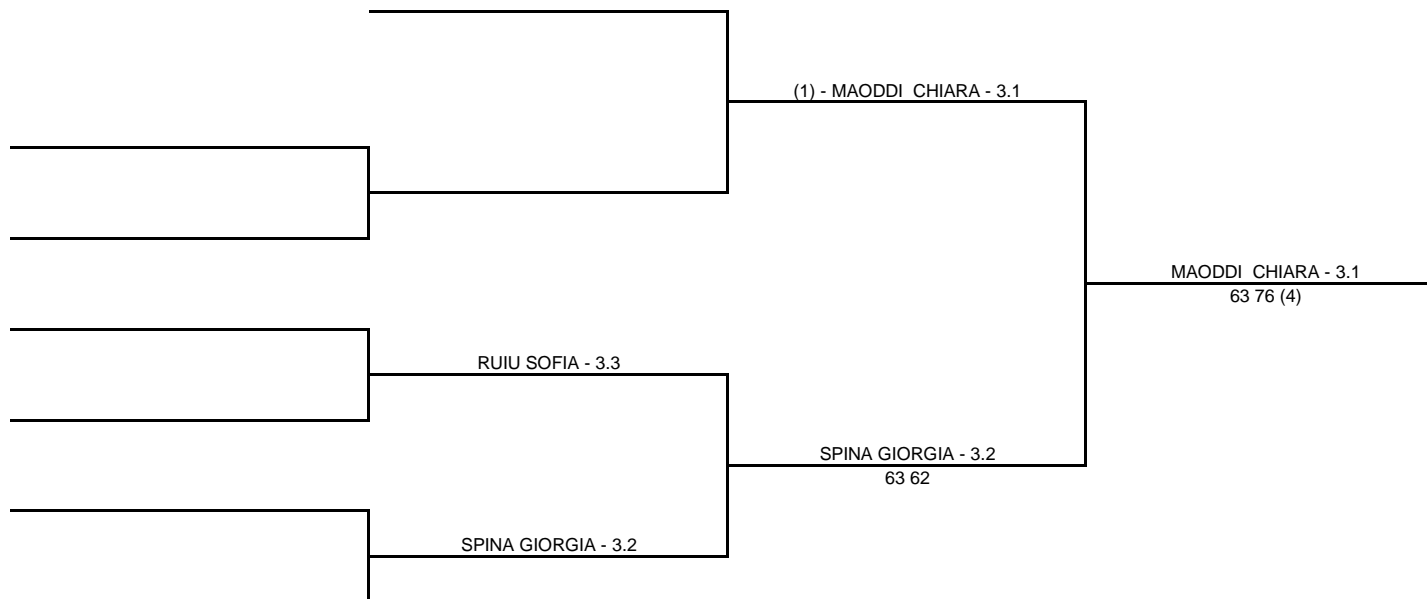 (1) - MAODDI CHIARA - 3.1
MAODDI CHIARA - 3.1
63 76 (4)
RUIU SOFIA - 3.3
SPINA GIORGIA - 3.2
63 62
SPINA GIORGIA - 3.2